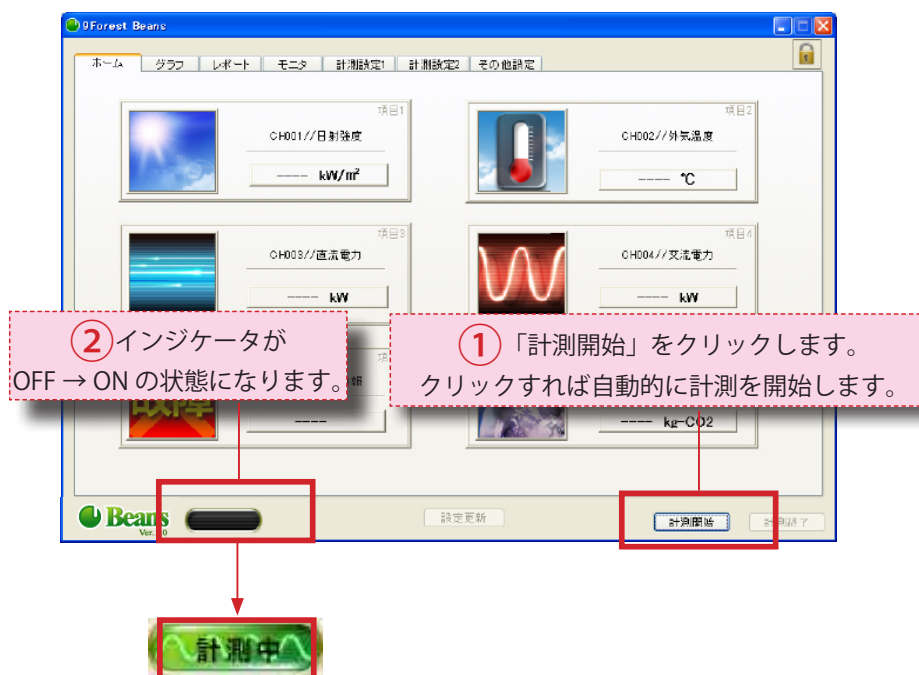 9Forest Beans
ホーム グラフ レポート モニタ 計測設定1 計測設定2 その他設定
項目1
CH001//日射強度
---- kW/m²
項目2
CH002//外気温度
---- ℃
項目3
CH003//直流電力
---- kW
項目4
CH004//交流電力
---- kW
②インジケータが
OFF → ON の状態になります。
①「計測開始」をクリックします。
クリックすれば自動的に計測を開始します。
故障
----
---- kg-CO2
Beans
設定更新
計測開始
計測終了
計測中